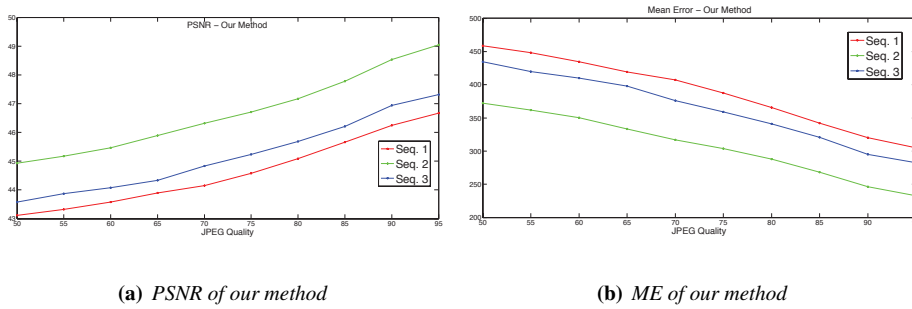 PSNR – Our Method
50
49
48
47
46
45
44
43
50 55 60 65 70 75 80 85 90 95
JPEG Quality
Seq. 1
Seq. 2
Seq. 3
(a) PSNR of our method
Mean Error – Our Method
500
450
400
350
300
250
200
50 55 60 65 70 75 80 85 90
JPEG Quality
Seq. 1
Seq. 2
Seq. 3
(b) ME of our method